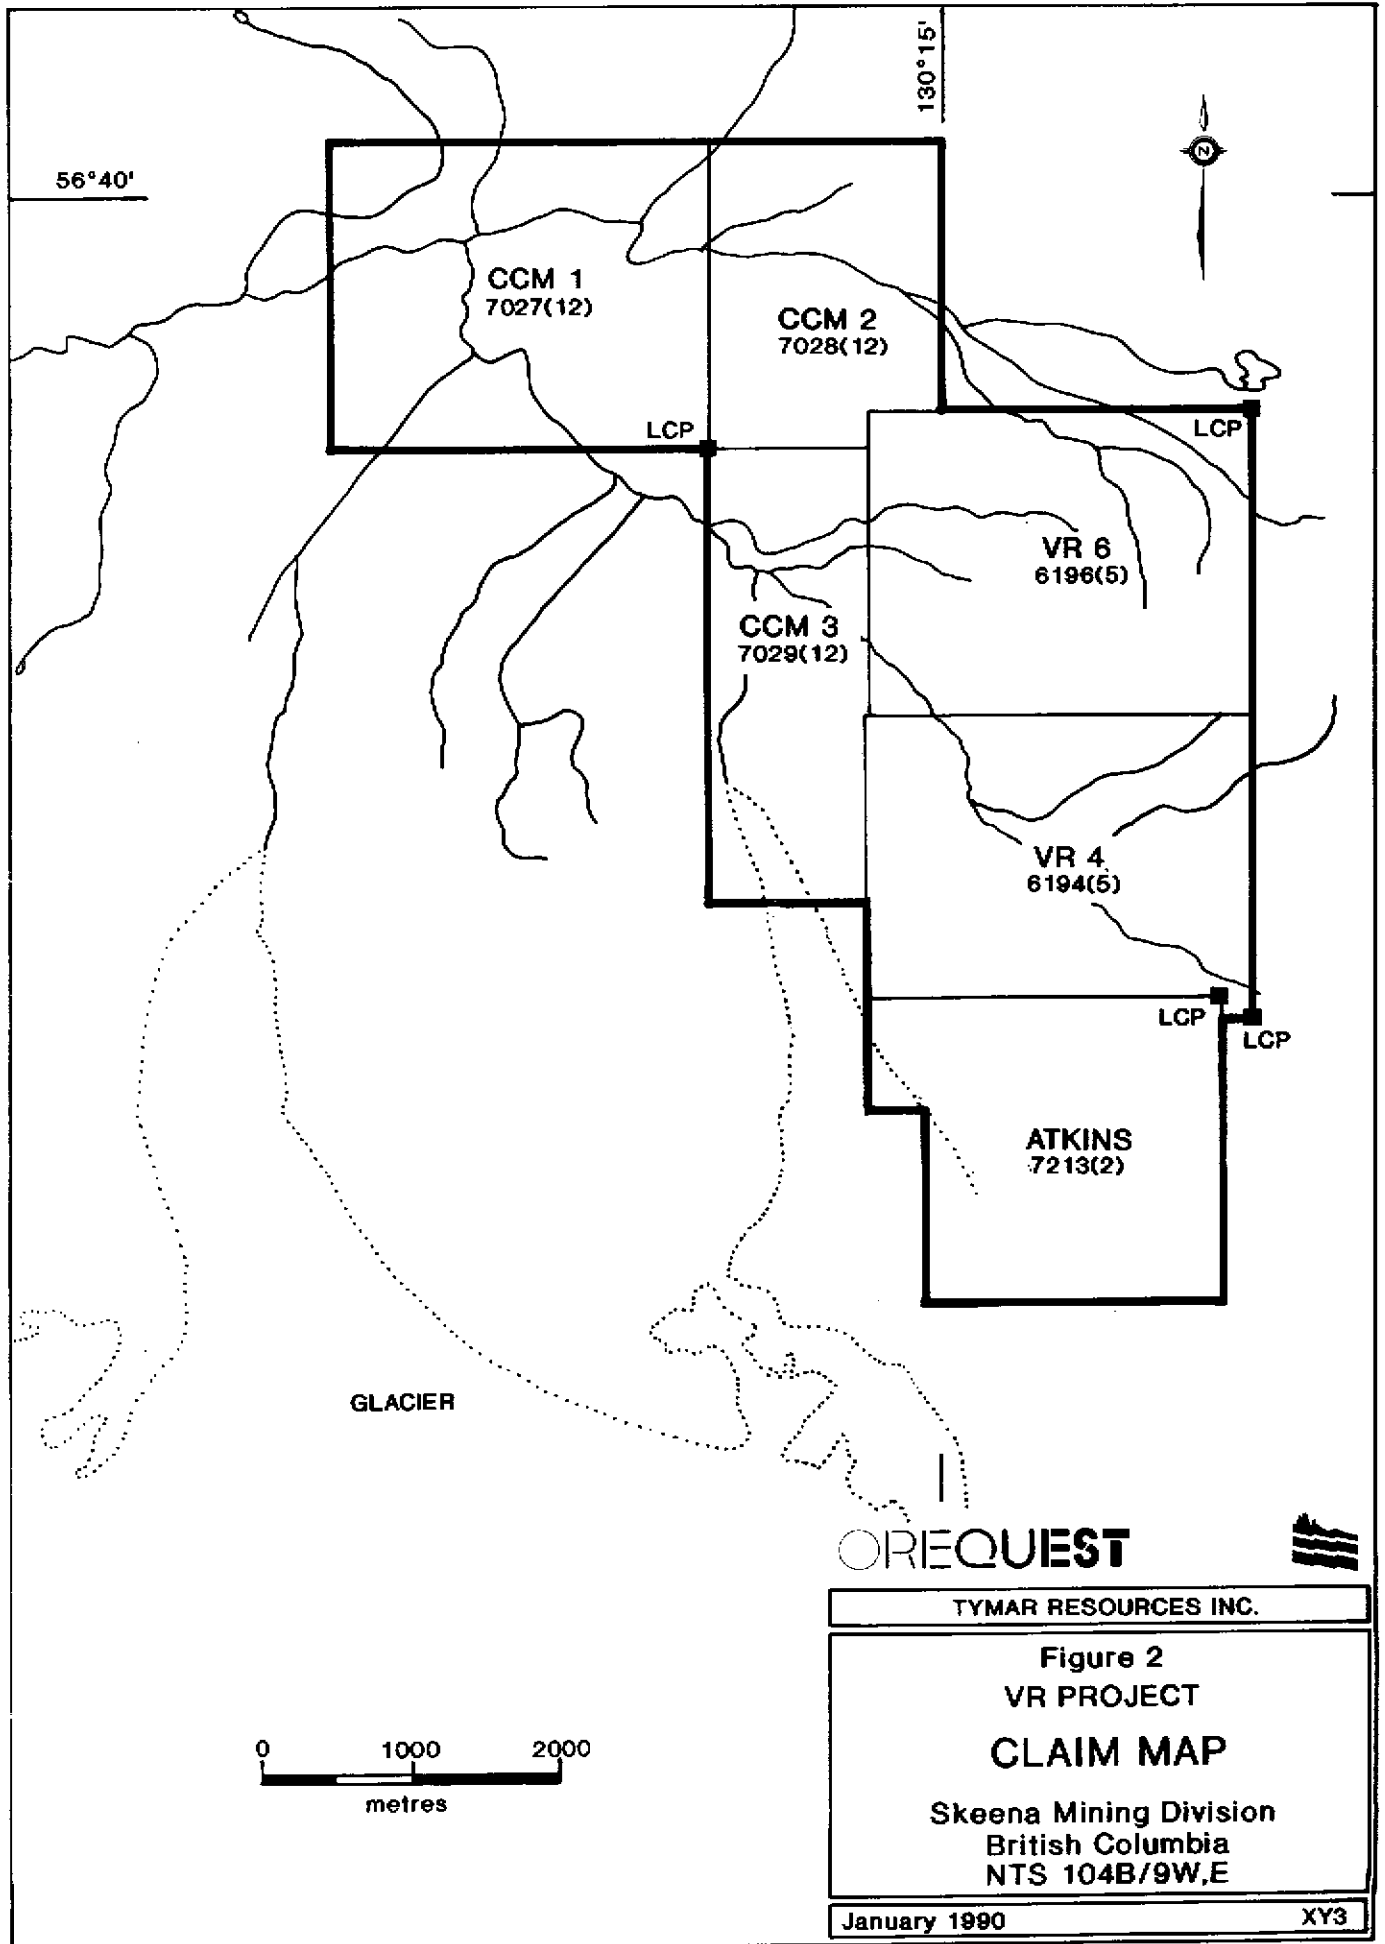 130°15'
N
56°40'
CCM 1
7027(12)
CCM 2
7028(12)
LCP
LCP
VR 6
6196(5)
CCM 3
7029(12)
VR 4
6194(5)
LCP
LCP
ATKINS
7213(2)
GLACIER
OREQUEST
TYMAR RESOURCES INC.
Figure 2
VR PROJECT
CLAIM MAP
Skeena Mining Division
British Columbia
NTS 104B/9W,E
January 1990 XY3
0 1000 2000
metres